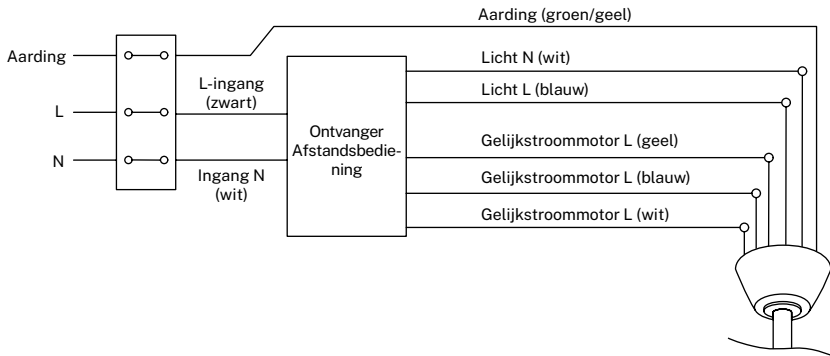 Aarding (groen/geel)
Aarding
L
N
L-ingang
(zwart)
Ingang N
(wit)
Ontvanger
Afstandsbedie-
ning
Licht N (wit)
Licht L (blauw)
Gelijkstroommotor L (geel)
Gelijkstroommotor L (blauw)
Gelijkstroommotor L (wit)